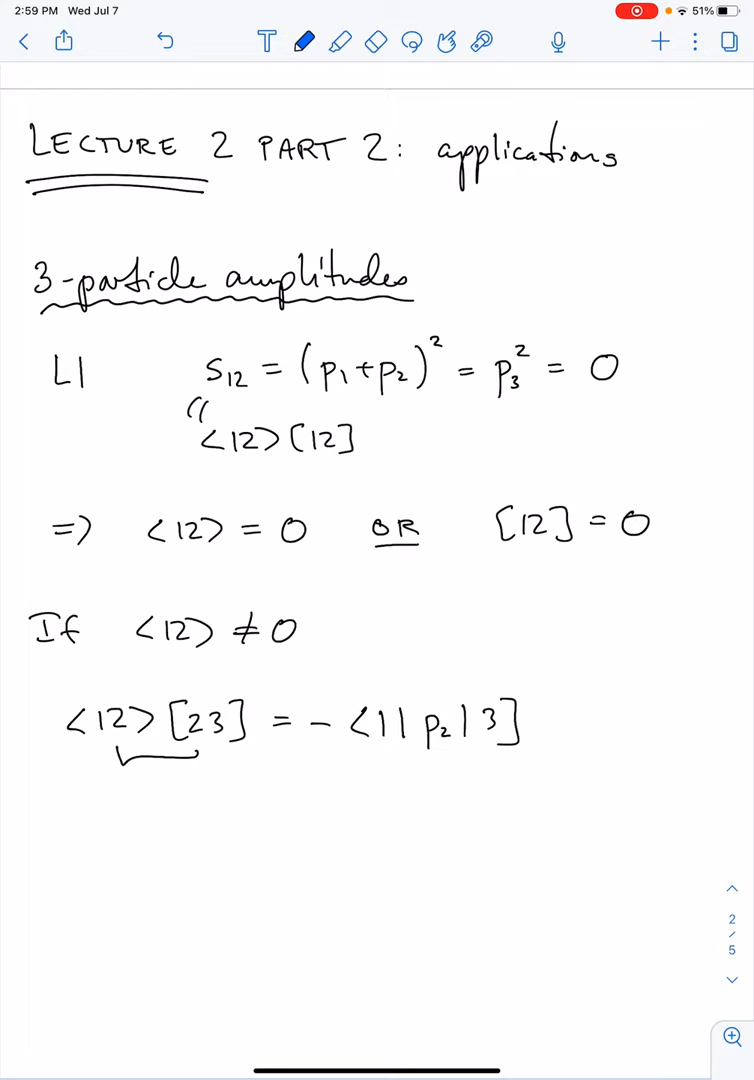 2:59 PM Wed Jul 7 51%
T
LECTURE 2 PART 2: applications
3-particle amplitudes
LI s₁₂ = (p₁+p₂)² = p₃² = 0
<12>[12]
=> <12> = 0 OR [12] = 0
If <12> ≠ 0
<12>[23] = - <1|p₂|3]
2
/
5